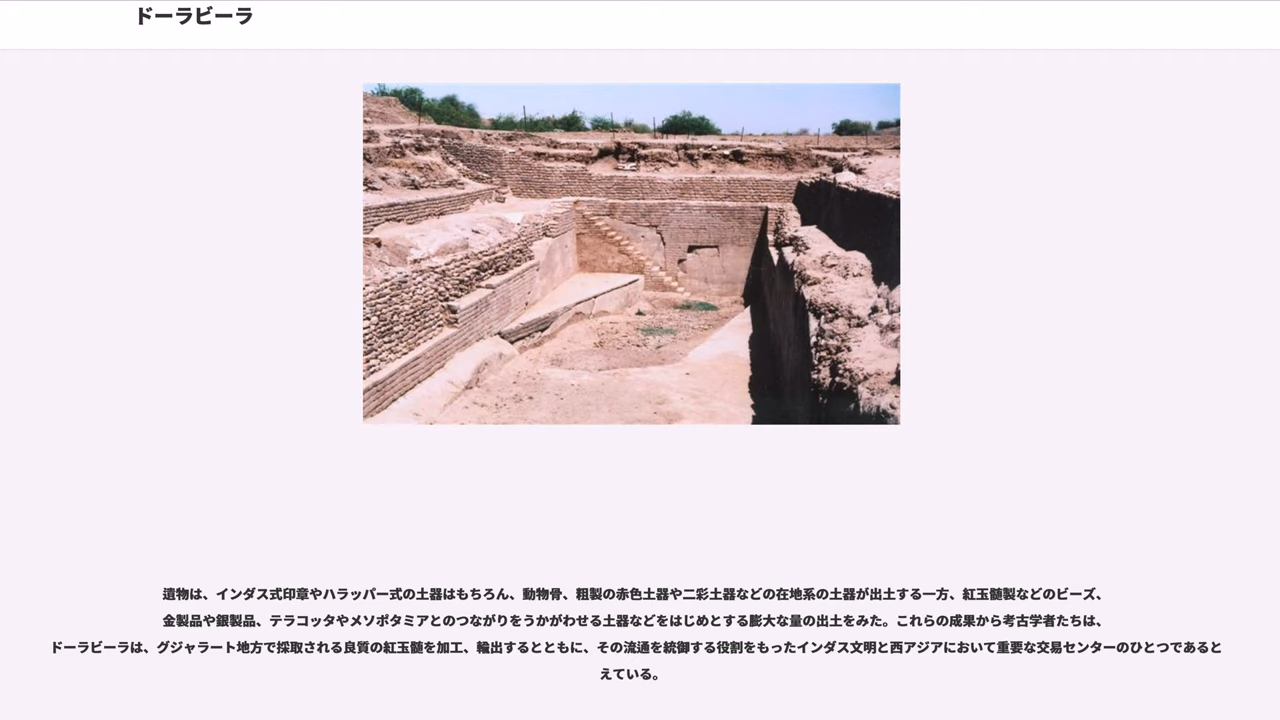 ドーラビーラ
遺物は、インダス式印章やハラッパー式の土器はもちろん、動物骨、粗製の赤色土器や二彩土器などの在地系の土器が出土する一方、紅玉髄製などのビーズ、
金製品や銀製品、テラコッタやメソポタミアとのつながりをうかがわせる土器などをはじめとする膨大な量の出土をみた。これらの成果から考古学者たちは、
ドーラビーラは、グジャラート地方で採取される良質の紅玉髄を加工、輸出するとともに、その流通を統御する役割をもったインダス文明と西アジアにおいて重要な交易センターのひとつであると
えている。